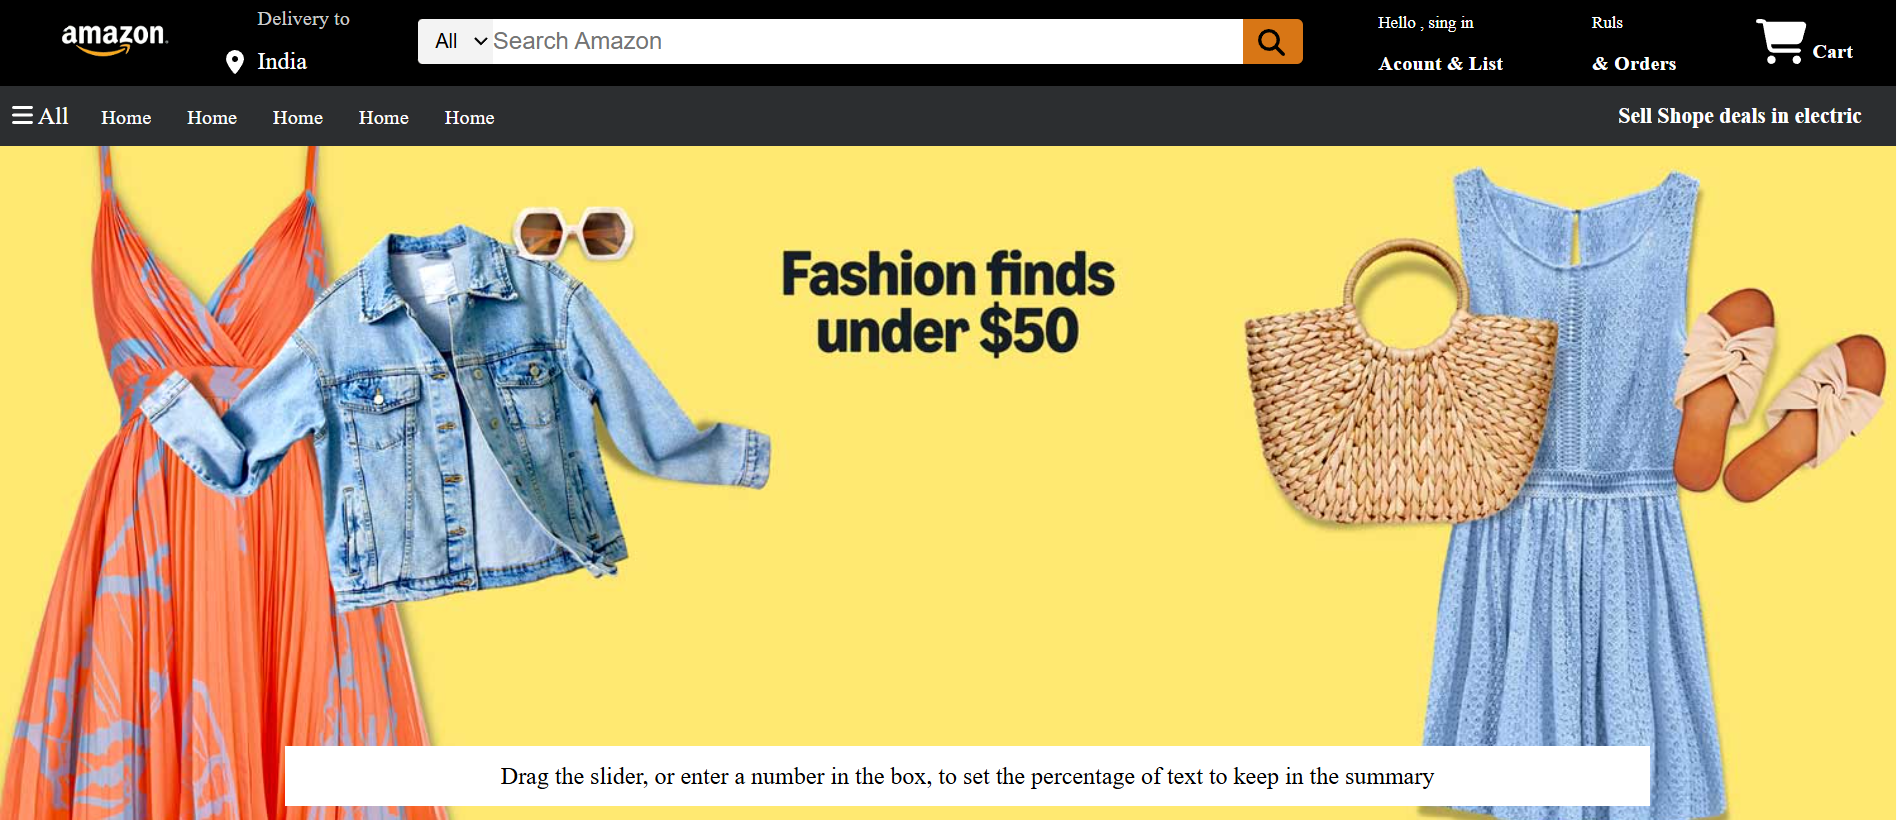 amazon
Delivery to
India
All
Search Amazon
Hello , sing in
Acount & List
Ruls
& Orders
Cart
All
Home
Home
Home
Home
Home
Sell Shope deals in electric
Fashion finds
under $50
Drag the slider, or enter a number in the box, to set the percentage of text to keep in the summary